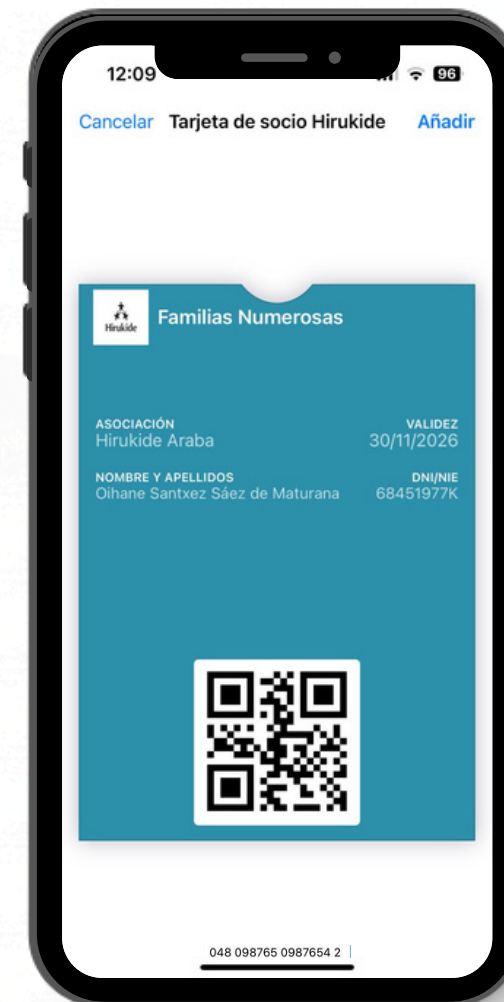 12:09 96
Cancelar Tarjeta de socio Hirukide Añadir
Hirukide
Familias Numerosas
ASOCIACIÓN VALIDEZ
Hirukide Araba 30/11/2026
NOMBRE Y APELLIDOS DNI/NIE
Oihane Santxez Sáez de Maturana 68451977K
048 098765 0987654 2